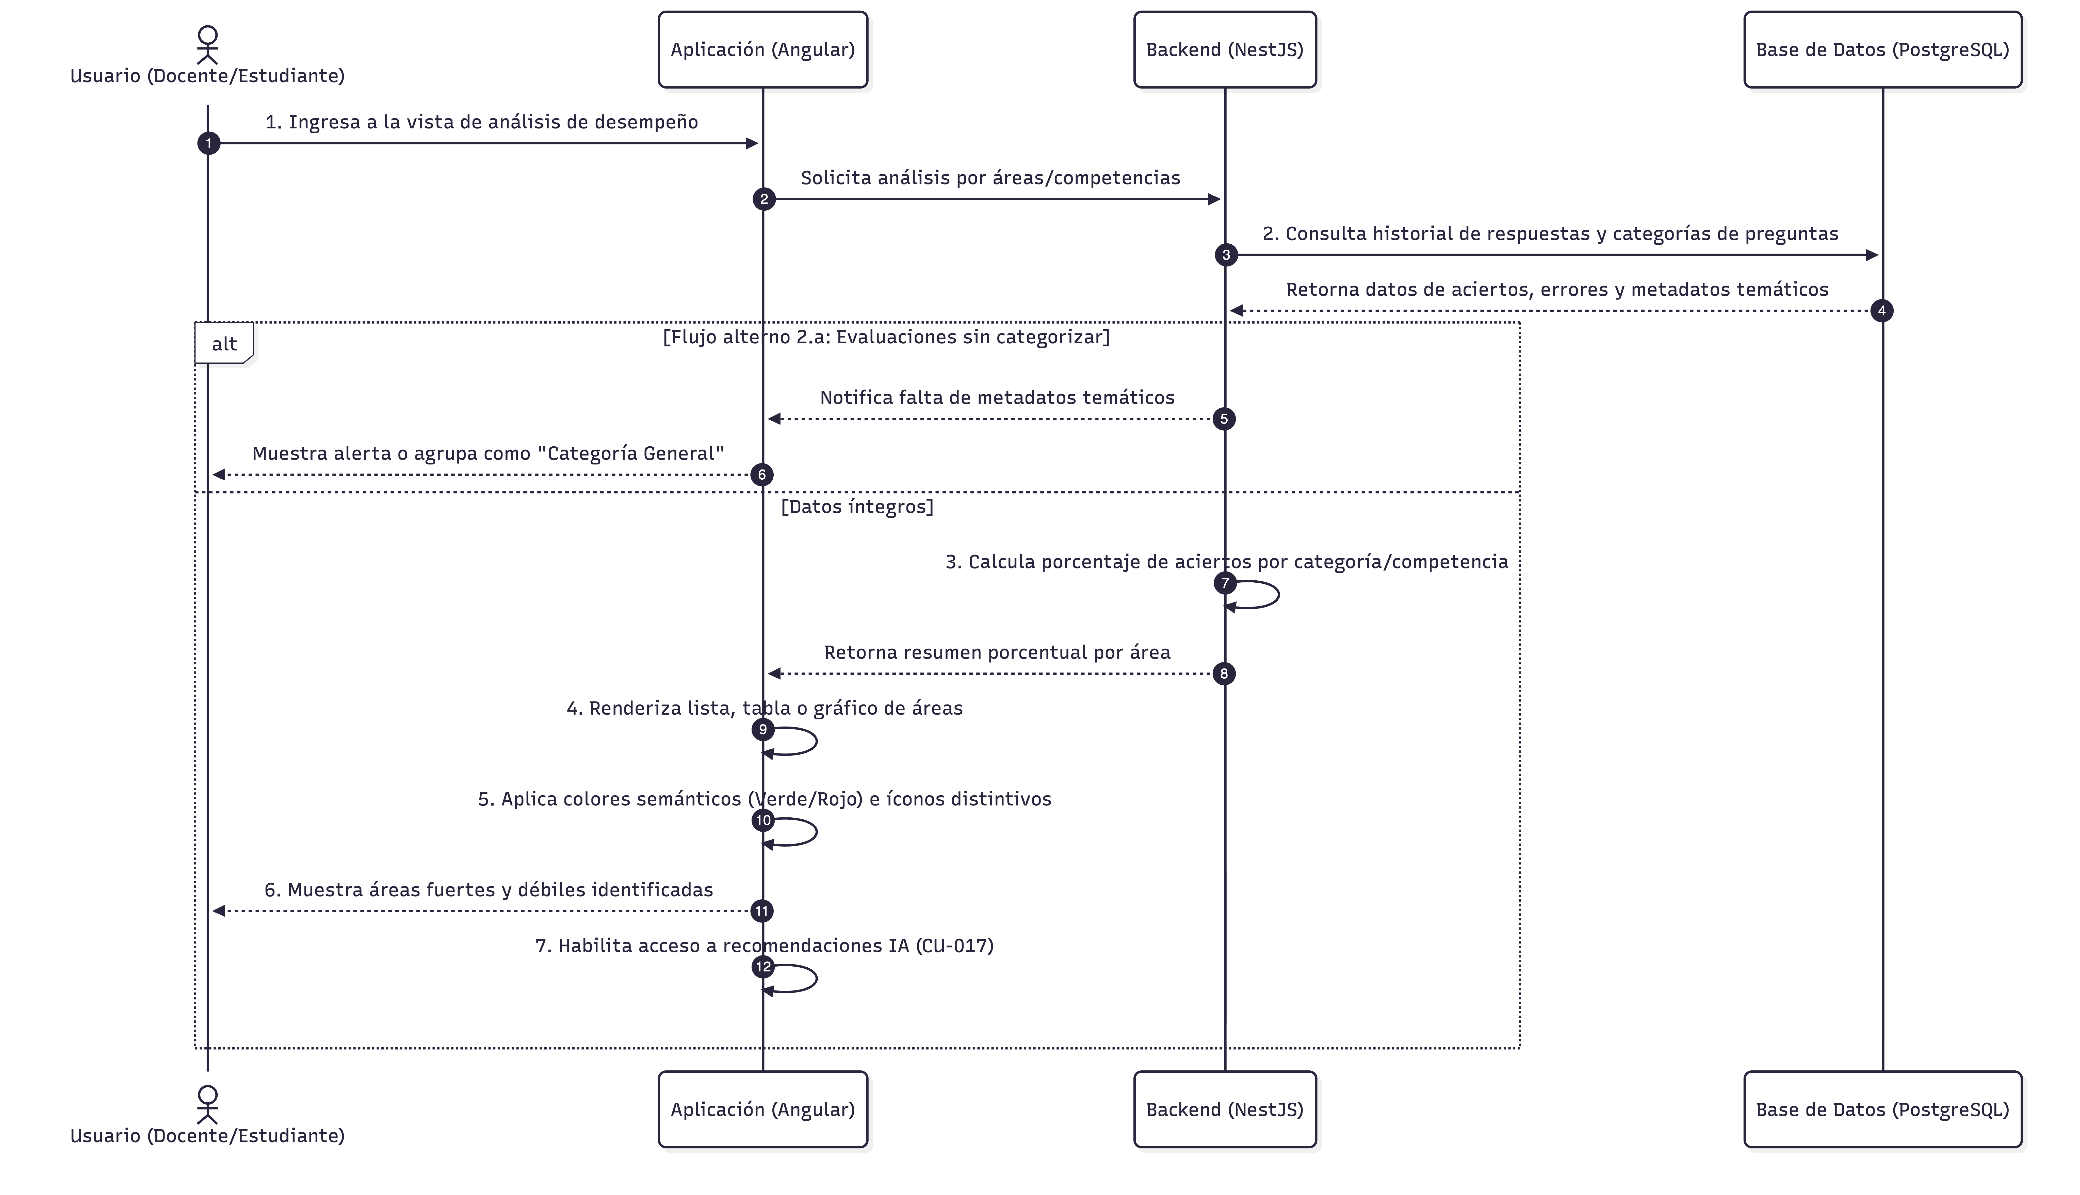 Usuario (Docente/Estudiante)
Aplicación (Angular)
Backend (NestJS)
Base de Datos (PostgreSQL)
1. Ingresa a la vista de análisis de desempeño
1
Solicita análisis por áreas/competencias
2
2. Consulta historial de respuestas y categorías de preguntas
3
Retorna datos de aciertos, errores y metadatos temáticos
4
alt
[Flujo alterno 2.a: Evaluaciones sin categorizar]
Notifica falta de metadatos temáticos
5
Muestra alerta o agrupa como "Categoría General"
6
[Datos íntegros]
3. Calcula porcentaje de aciertos por categoría/competencia
7
Retorna resumen porcentual por área
8
4. Renderiza lista, tabla o gráfico de áreas
9
5. Aplica colores semánticos (Verde/Rojo) e íconos distintivos
10
6. Muestra áreas fuertes y débiles identificadas
11
7. Habilita acceso a recomendaciones IA (CU-017)
12
Usuario (Docente/Estudiante)
Aplicación (Angular)
Backend (NestJS)
Base de Datos (PostgreSQL)